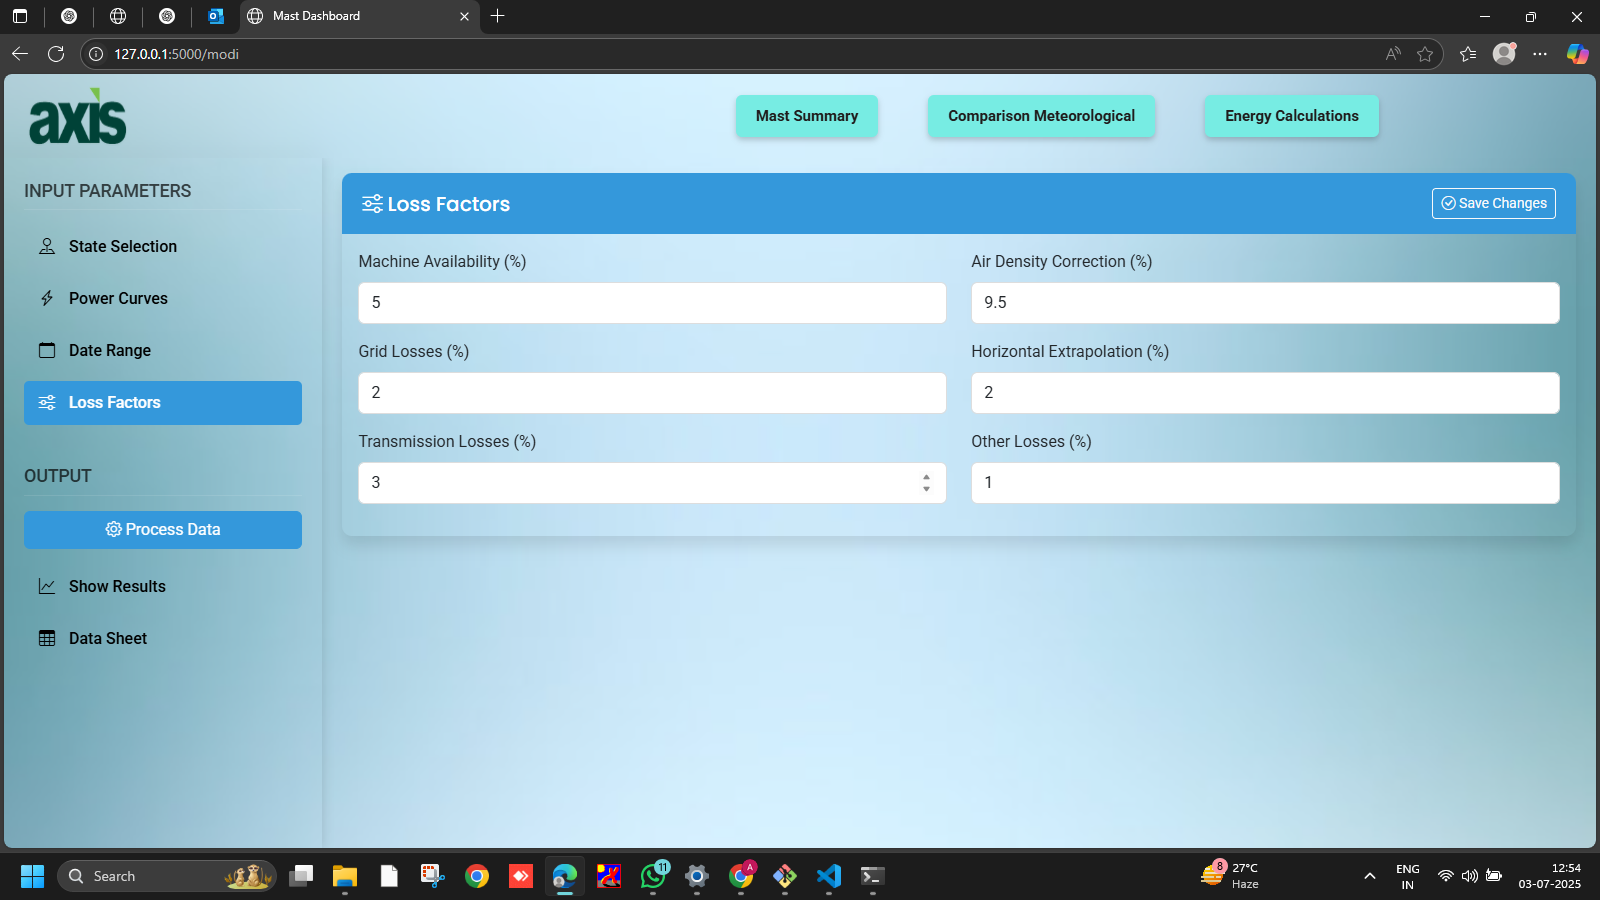 Mast Dashboard
127.0.0.1:5000/modi
axis
Mast Summary
Comparison Meteorological
Energy Calculations
INPUT PARAMETERS
State Selection
Power Curves
Date Range
Loss Factors
OUTPUT
Process Data
Show Results
Data Sheet
Loss Factors
Save Changes
Machine Availability (%)
5
Air Density Correction (%)
9.5
Grid Losses (%)
2
Horizontal Extrapolation (%)
2
Transmission Losses (%)
3
Other Losses (%)
1
Search
11
A
8
27°C
Haze
ENG
IN
12:54
03-07-2025